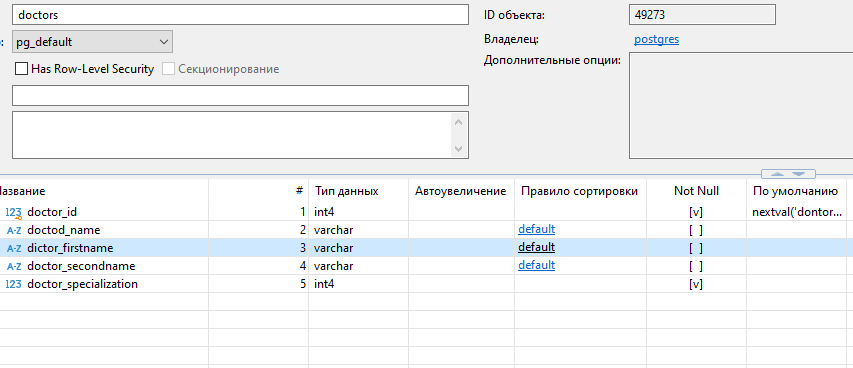 doctors
ID объекта:
49273
pg_default
Владелец:
postgres
Has Row-Level Security
Секционирование
Дополнительные опции:
Название # Тип данных Автоувеличение Правило сортировки Not Null По умолчанию
123 doctor_id 1 int4 [v] nextval('dontor...
A-Z doctod_name 2 varchar default [ ]
A-Z dictor_firstname 3 varchar default [ ]
A-Z doctor_secondname 4 varchar default [ ]
123 doctor_specialization 5 int4 [v]